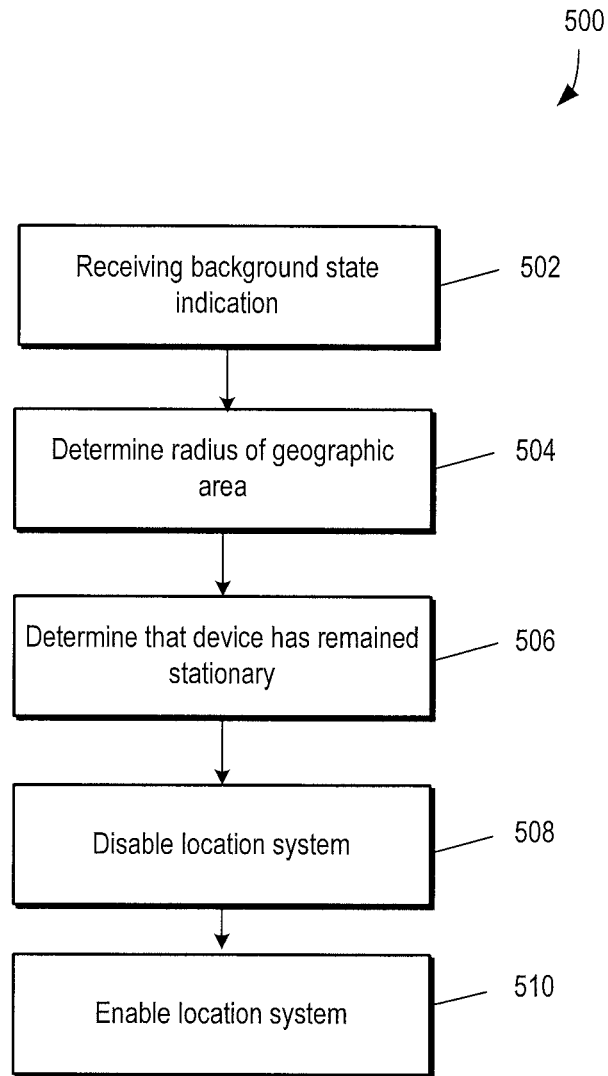 500
Receiving background state
indication
502
Determine radius of geographic
area
504
Determine that device has remained
stationary
506
Disable location system
508
Enable location system
510